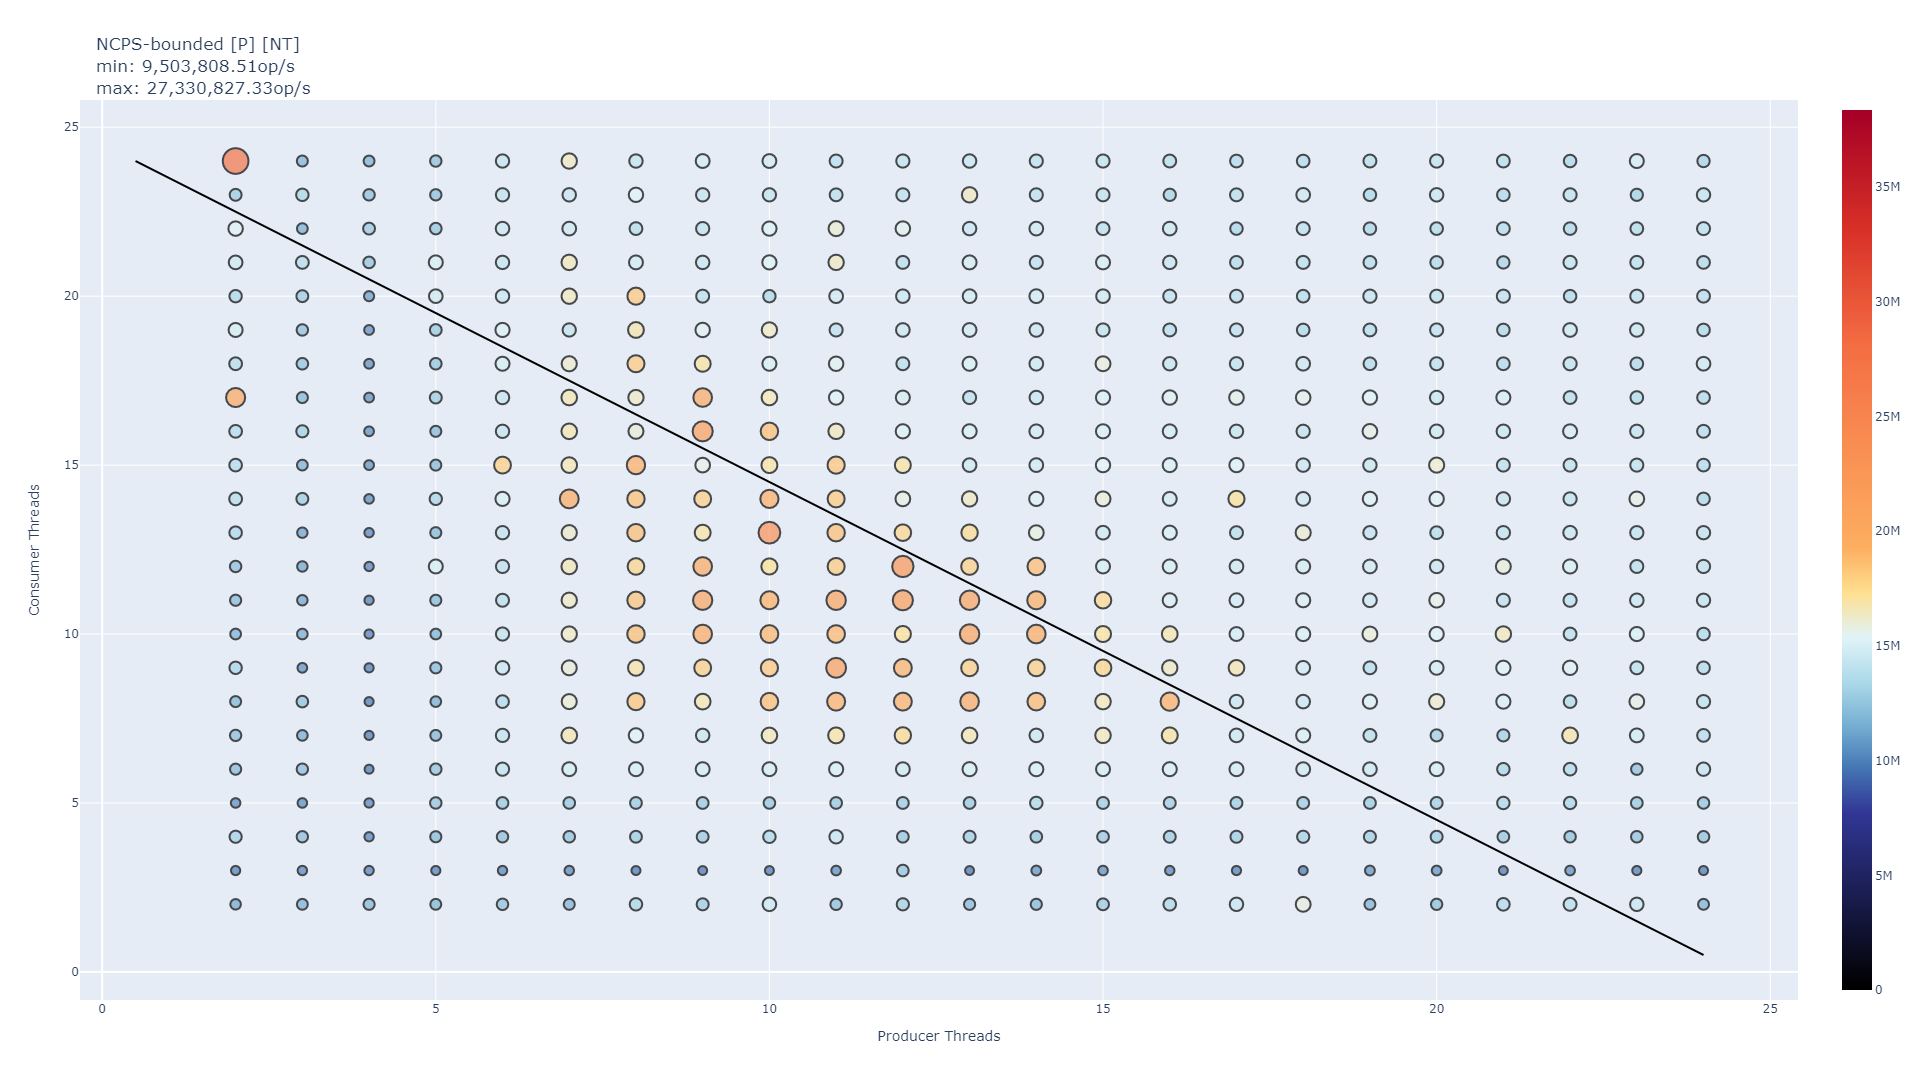 NCPS-bounded [P] [NT]
min: 9,503,808.51op/s
max: 27,330,827.33op/s
25
20
15
10
5
0
Consumer Threads
0
5
10
15
20
25
Producer Threads
35M
30M
25M
20M
15M
10M
5M
0